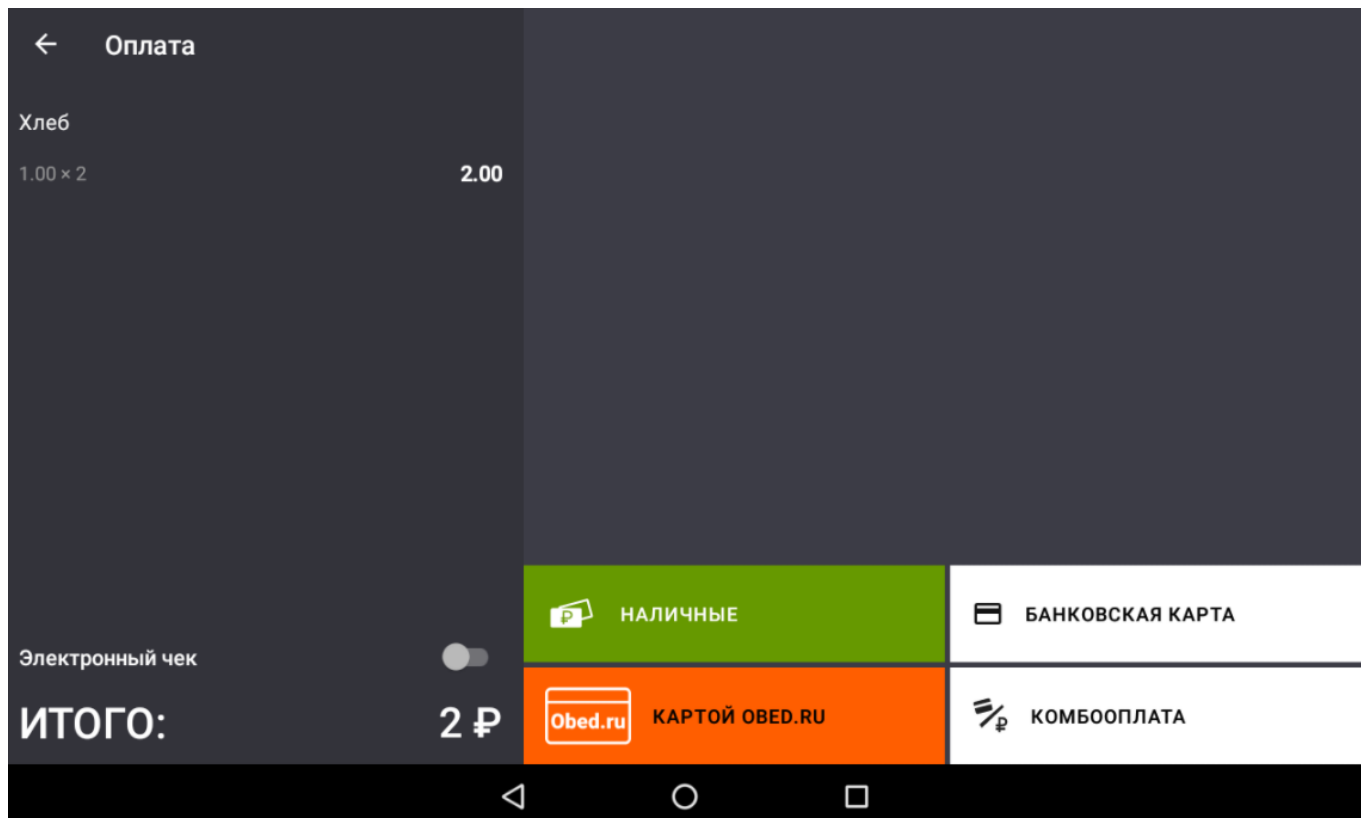 Оплата
Хлеб
1.00 × 2 2.00
Электронный чек
ИТОГО: 2 ₽
НАЛИЧНЫЕ
БАНКОВСКАЯ КАРТА
Obed.ru КАРТОЙ OBED.RU
КОМБООПЛАТА